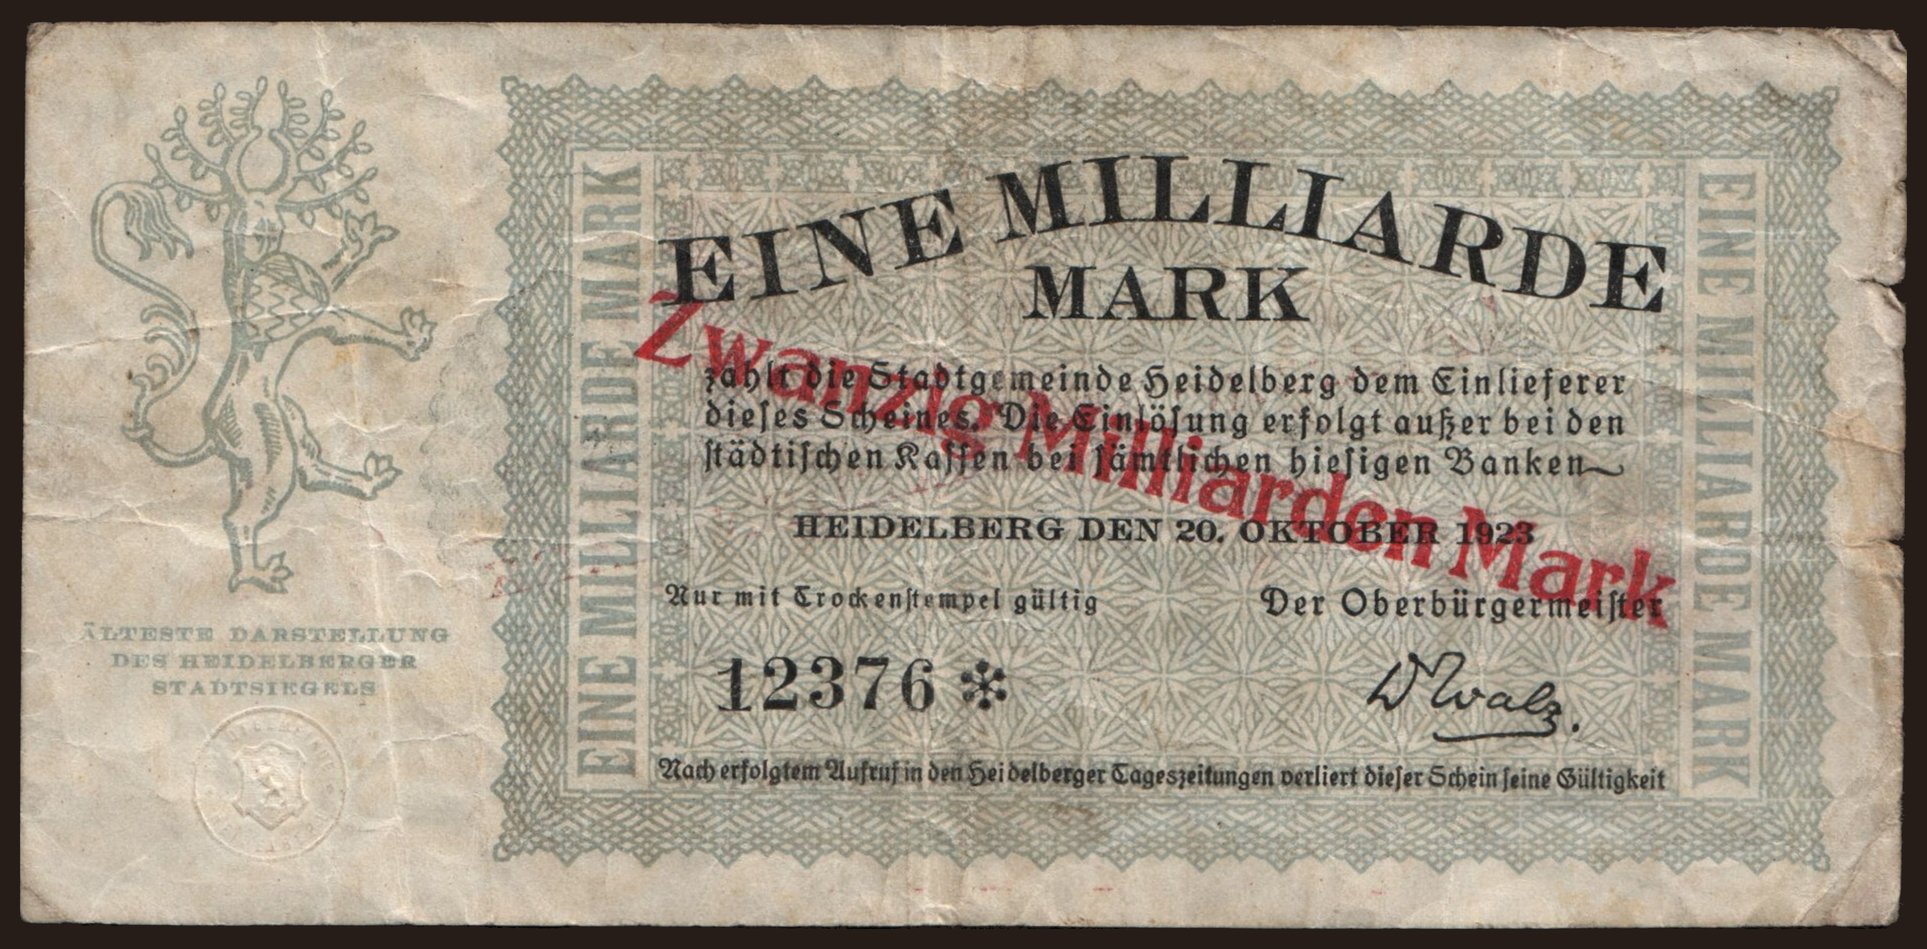 EINE MILLIARDE
MARK
Zwanzig Milliarden Mark
zahlt die Stadtgemeinde Heidelberg dem Einlieferer
dieses Scheines. Die Einlösung erfolgt außer bei den
städtischen Kassen bei sämtlichen hiesigen Banken
HEIDELBERG DEN 20. OKTOBER 1923
Nur mit Trockenstempel gültig
Der Oberbürgermeister
12376 *
Dr Walz.
Nach erfolgtem Aufruf in den Heidelberger Tageszeitungen verliert dieser Schein seine Gültigkeit
EINE MILLIARDE MARK
EINE MILLIARDE MARK
ÄLTESTE DARSTELLUNG
DES HEIDELBERGER
STADTSIEGELS